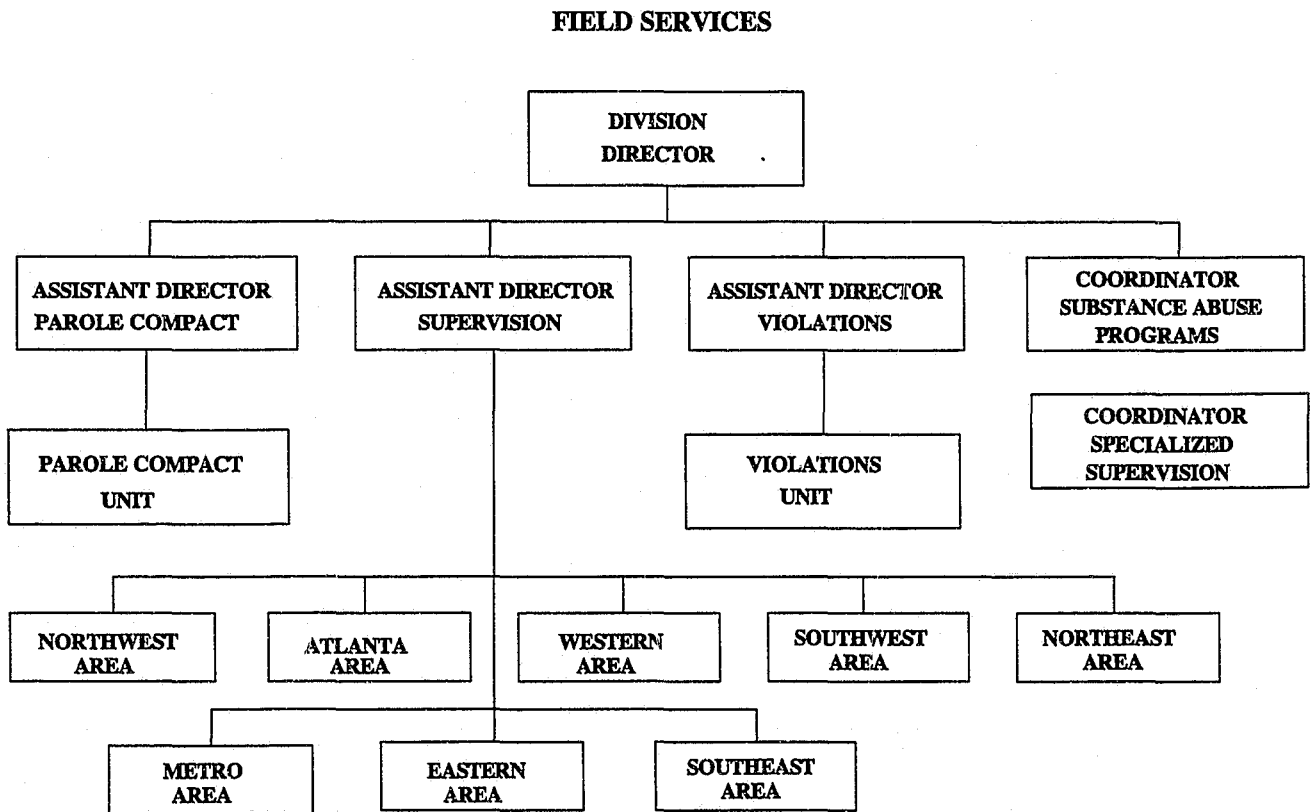 FIELD SERVICES
DIVISION
DIRECTOR
ASSISTANT DIRECTOR
PAROLE COMPACT
ASSISTANT DIRECTOR
SUPERVISION
ASSISTANT DIRECTOR
VIOLATIONS
COORDINATOR
SUBSTANCE ABUSE
PROGRAMS
PAROLE COMPACT
UNIT
VIOLATIONS
UNIT
COORDINATOR
SPECIALIZED
SUPERVISION
NORTHWEST
AREA
ATLANTA
AREA
WESTERN
AREA
SOUTHWEST
AREA
NORTHEAST
AREA
METRO
AREA
EASTERN
AREA
SOUTHEAST
AREA